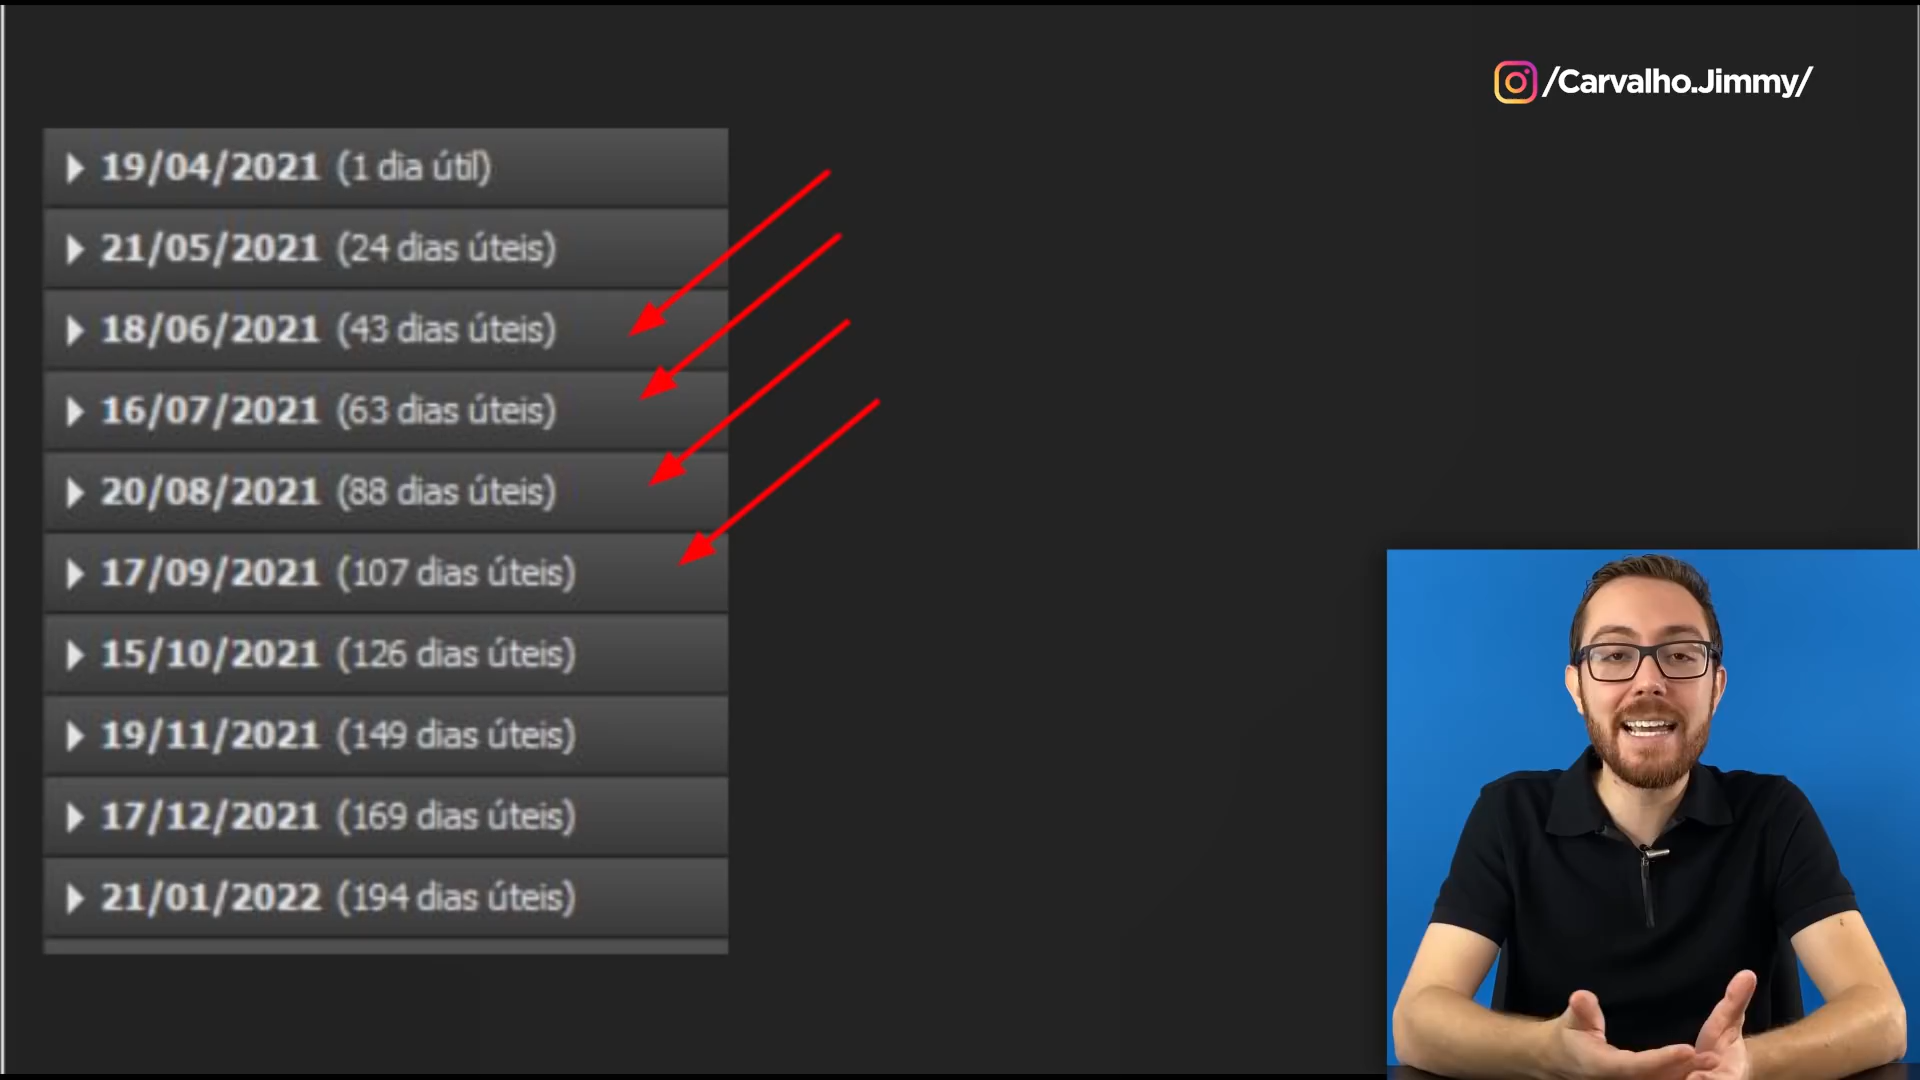 /Carvalho.Jimmy/
19/04/2021 (1 dia útil)
21/05/2021 (24 dias úteis)
18/06/2021 (43 dias úteis)
16/07/2021 (63 dias úteis)
20/08/2021 (88 dias úteis)
17/09/2021 (107 dias úteis)
15/10/2021 (126 dias úteis)
19/11/2021 (149 dias úteis)
17/12/2021 (169 dias úteis)
21/01/2022 (194 dias úteis)